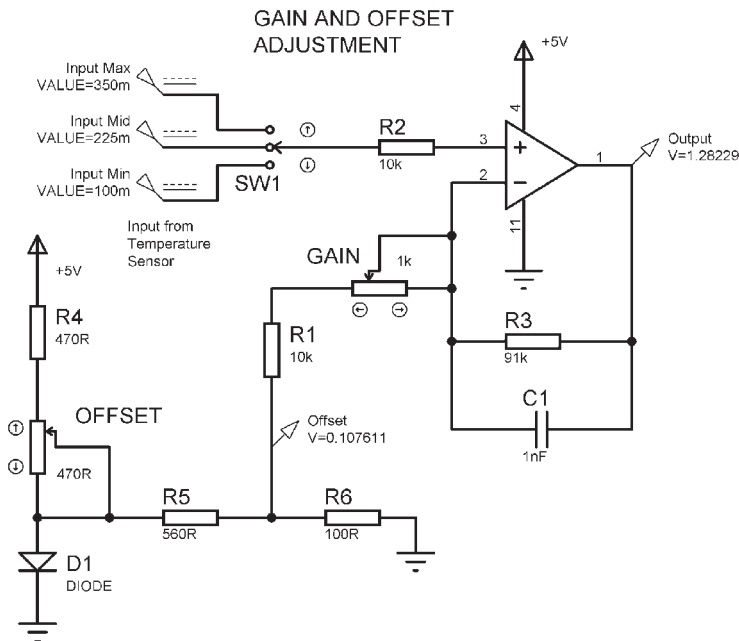 GAIN AND OFFSET
ADJUSTMENT
+5V
Input Max
VALUE=350m
Input Mid
VALUE=225m
Input Min
VALUE=100m
SW1
Input from
Temperature
Sensor
R2
10k
3
2
4
11
1
Output
V=1.28229
GAIN
1k
+5V
R4
470R
R1
10k
R3
91k
C1
1nF
OFFSET
470R
Offset
V=0.107611
R5
560R
R6
100R
D1
DIODE